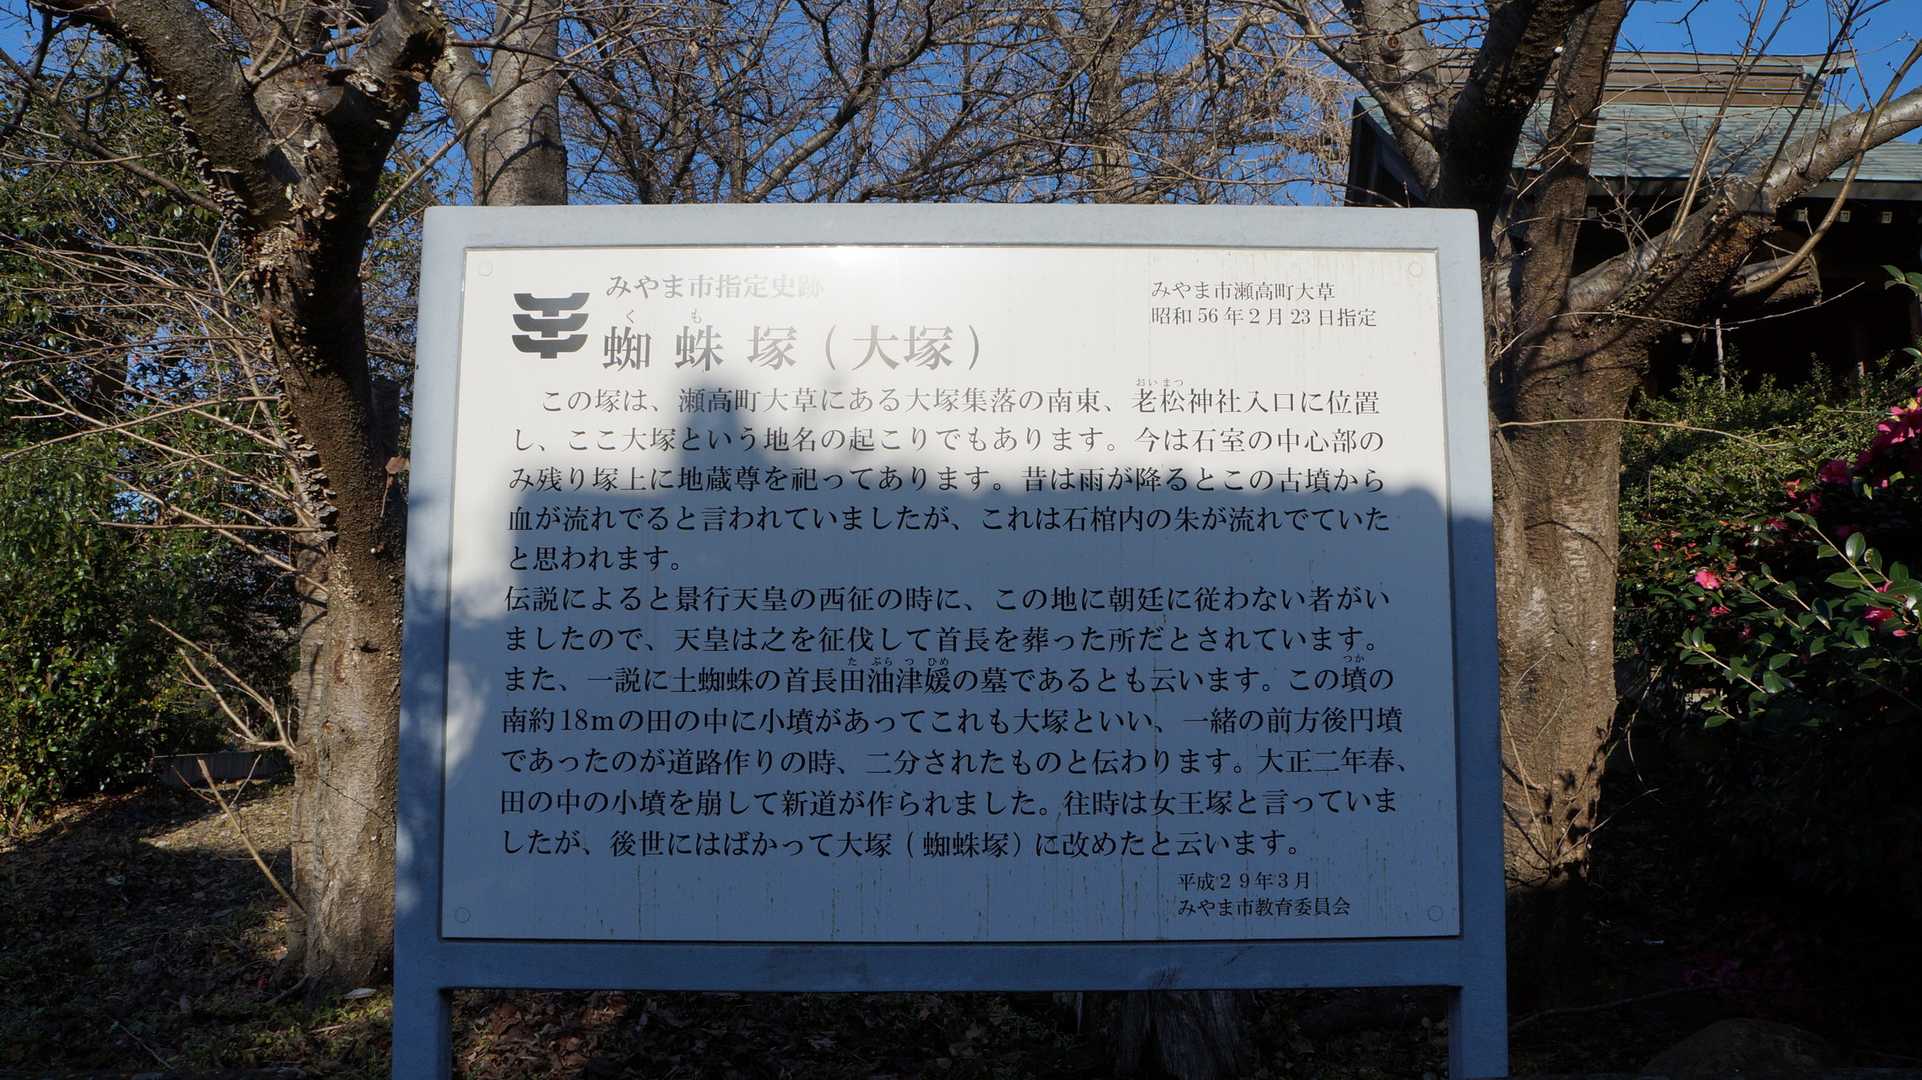 みやま市指定史跡
くも
蜘蛛塚（大塚）
みやま市瀬高町大草
昭和56年2月23日指定
おいまつ
この塚は、瀬高町大草にある大塚集落の南東、老松神社入口に位置
し、ここ大塚という地名の起こりでもあります。今は石室の中心部の
み残り塚上に地蔵尊を祀ってあります。昔は雨が降るとこの古墳から
血が流れでると言われていましたが、これは石棺内の朱が流れでていた
と思われます。
伝説によると景行天皇の西征の時に、この地に朝廷に従わない者がい
ましたので、天皇は之を征伐して首長を葬った所だとされています。
たぶらつひめ つか
また、一説に土蜘蛛の首長田油津媛の墓であるとも云います。この墳の
南約18mの田の中に小墳があってこれも大塚といい、一緒の前方後円墳
であったのが道路作りの時、二分されたものと伝わります。大正二年春、
田の中の小墳を崩して新道が作られました。往時は女王塚と言っていま
したが、後世にはばかって大塚（蜘蛛塚）に改めたと云います。
平成２９年３月
みやま市教育委員会